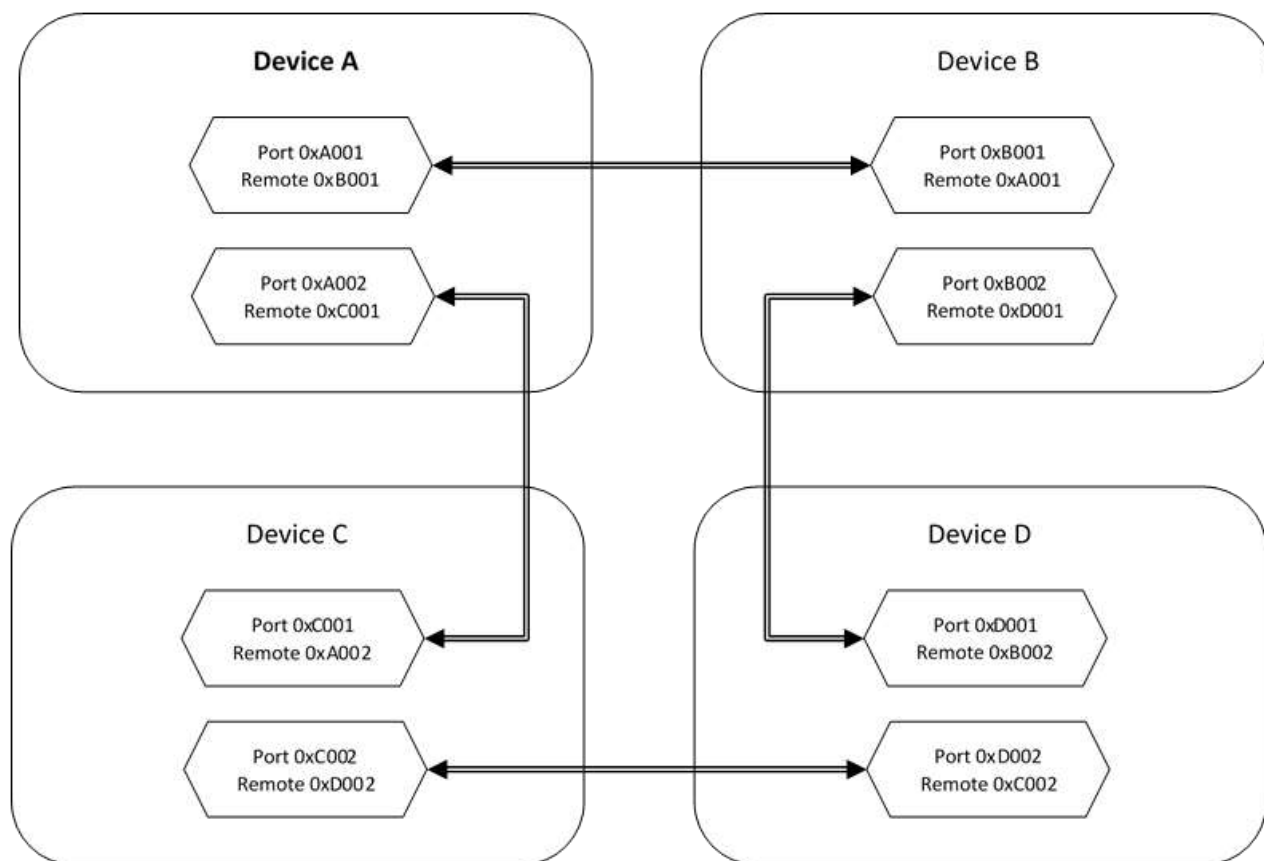 Device A
Port 0xA001
Remote 0xB001
Port 0xA002
Remote 0xC001
Device B
Port 0xB001
Remote 0xA001
Port 0xB002
Remote 0xD001
Device C
Port 0xC001
Remote 0xA002
Port 0xC002
Remote 0xD002
Device D
Port 0xD001
Remote 0xB002
Port 0xD002
Remote 0xC002